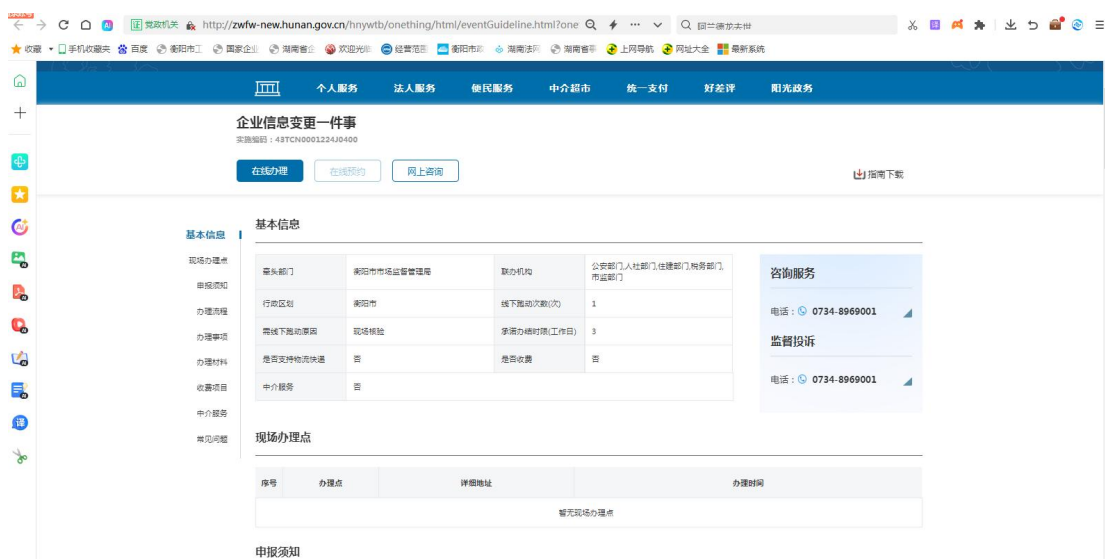 证 党政机关 http://zwfw-new.hunan.gov.cn/hnywtb/onething/html/eventGuideline.html?one
阿兰德龙去世
收藏 手机收藏夹 百度 衡阳市工 国家企业 湖南省企 欢迎光临 经营范围 衡阳市政 湖南法网 湖南省平 上网导航 网址大全 最新系统
个人服务 法人服务 便民服务 中介超市 统一支付 好差评 阳光政务
企业信息变更一件事
实施编码：43TCN0001224J0400
在线办理 在线预约 网上咨询
指南下载
基本信息
现场办理点
申报须知
办理流程
办理事项
办理材料
收费项目
中介服务
常见问题
基本信息
牵头部门 衡阳市市场监督管理局 联办机构 公安部门,人社部门,住建部门,税务部门,
市监部门
行政区划 衡阳市 线下跑动次数(次) 1
需线下跑动原因 现场核验 承诺办结时限(工作日) 3
是否支持物流快递 否 是否收费 否
中介服务 否
咨询服务
电话： 0734-8969001
监督投诉
电话： 0734-8969001
现场办理点
序号 办理点 详细地址 办理时间
暂无现场办理点
申报须知
译